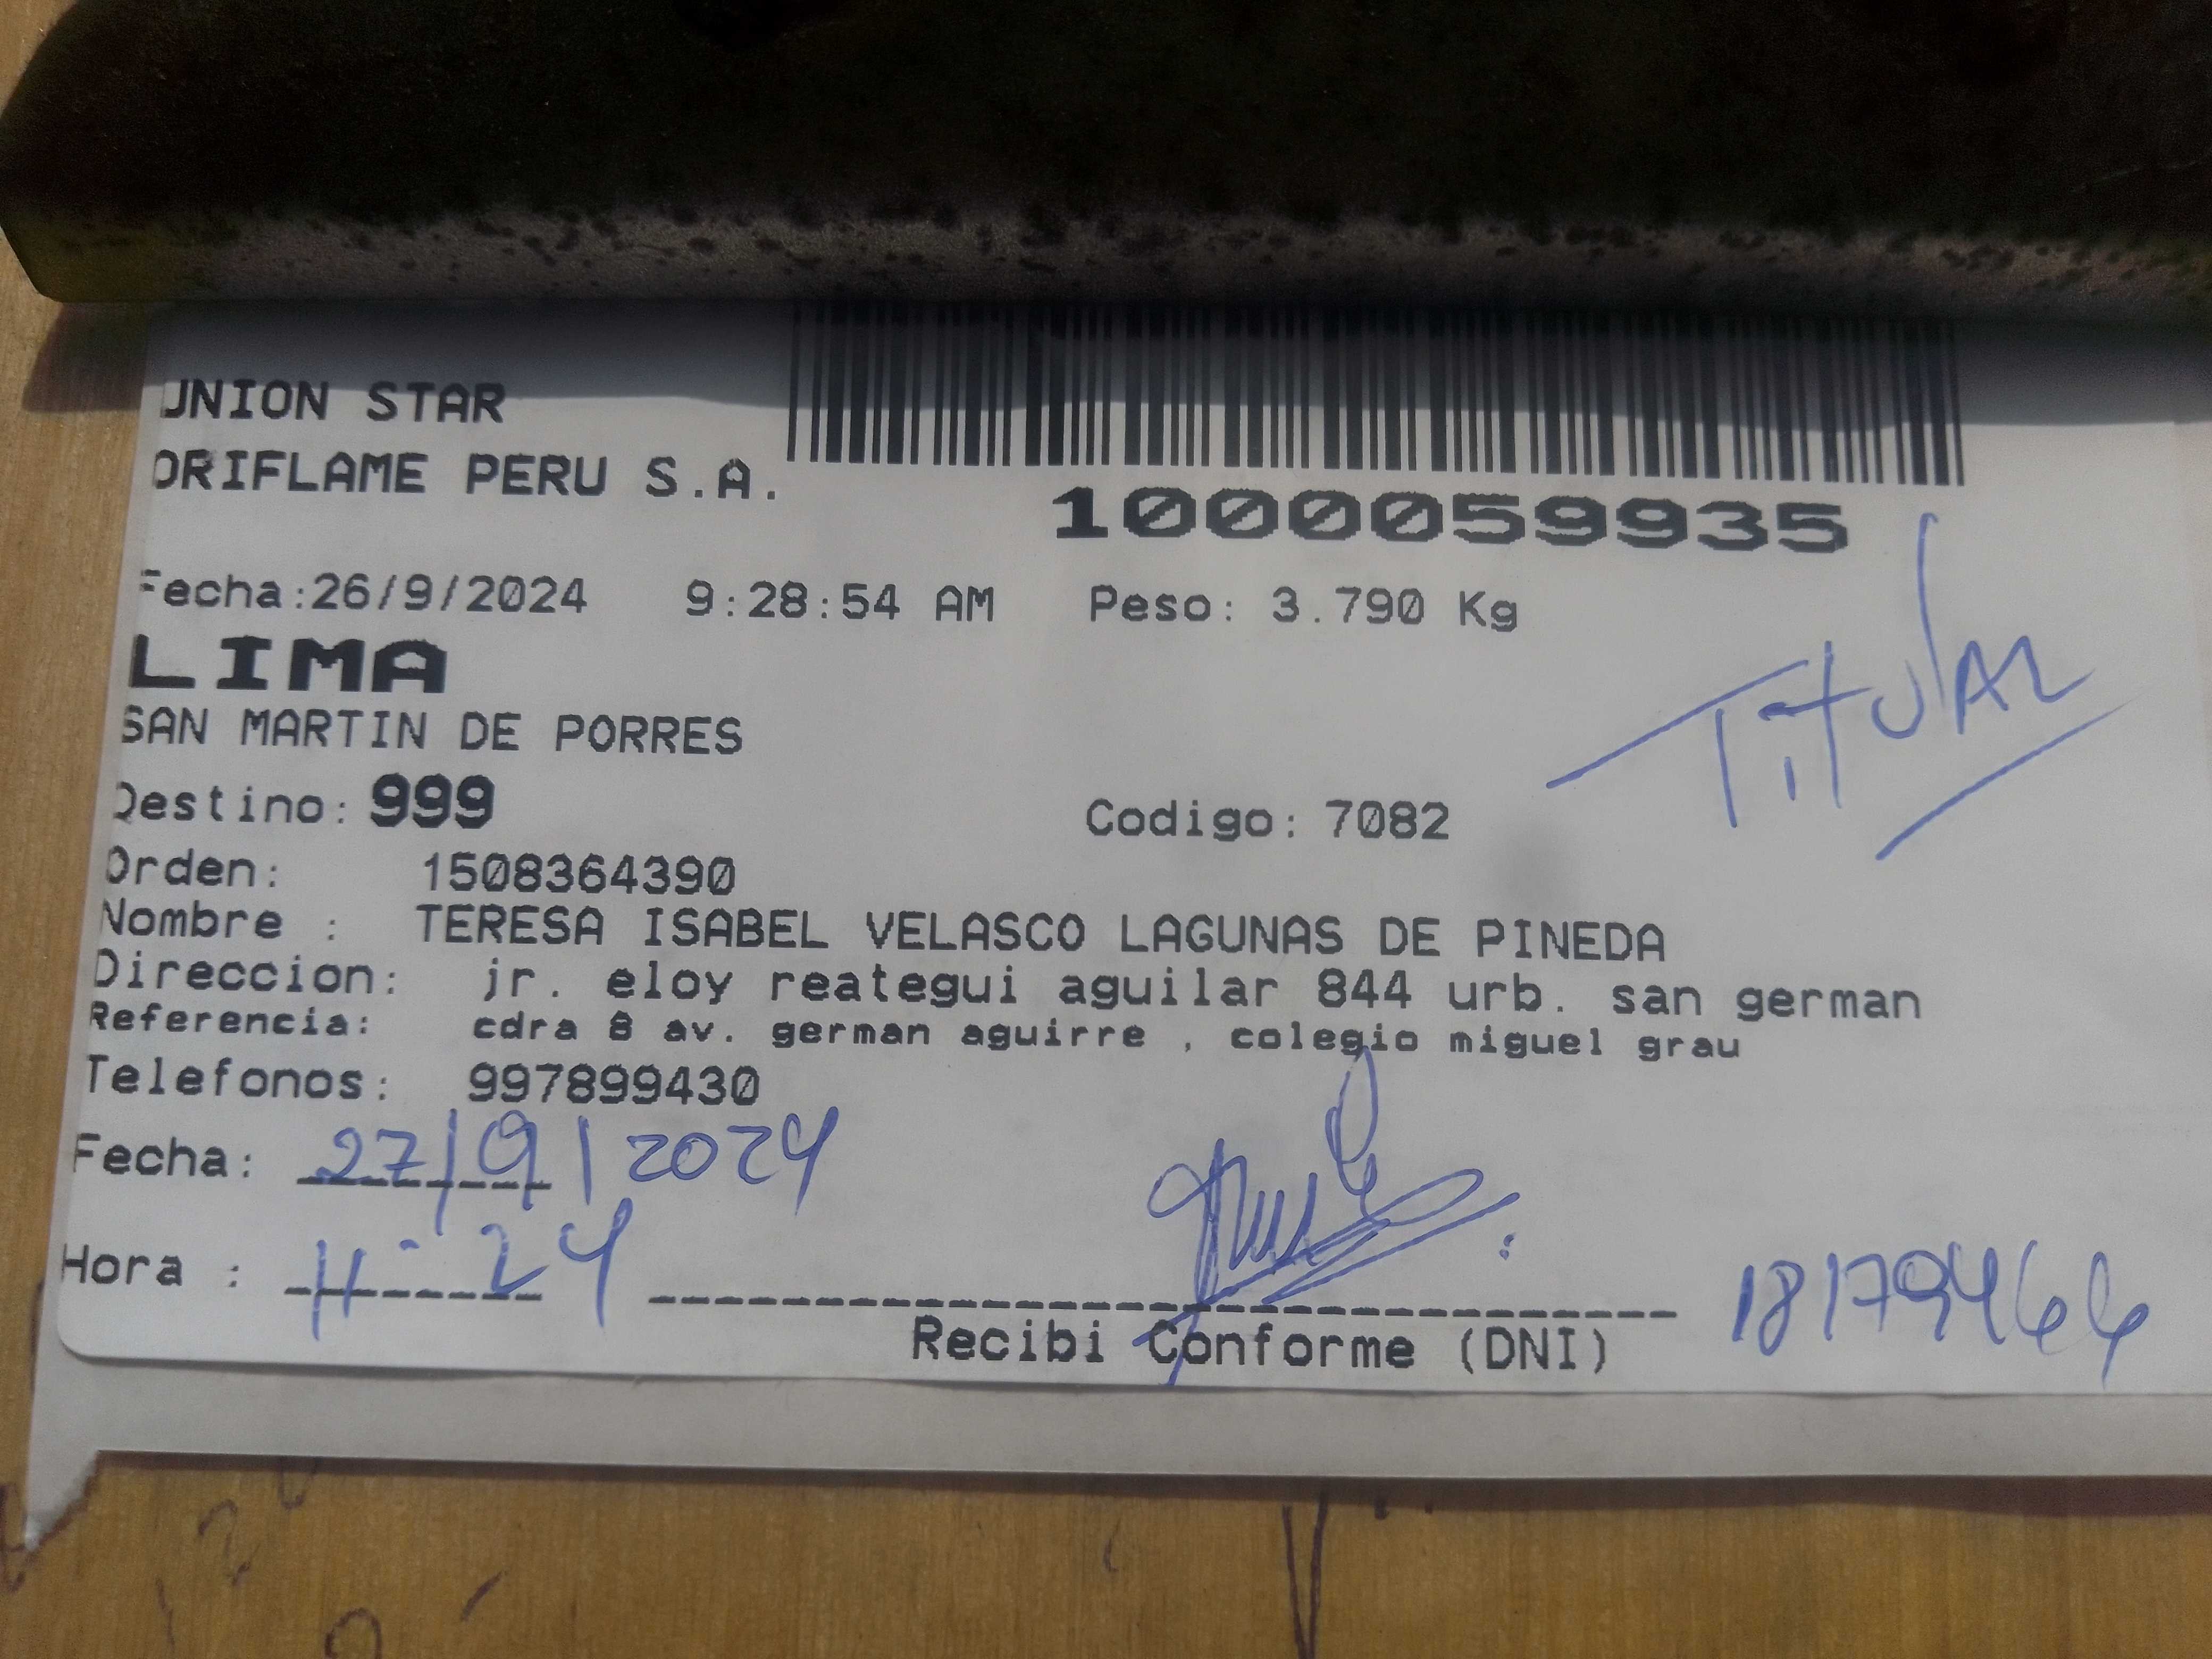 UNION STAR
ORIFLAME PERU S.A.
1000059935
Fecha:26/9/2024 9:28:54 AM Peso: 3.790 Kg
LIMA
TITULAR
SAN MARTIN DE PORRES
Destino: 999 Codigo: 7082
Orden: 1508364390
Nombre : TERESA ISABEL VELASCO LAGUNAS DE PINEDA
Direccion: jr. eloy reategui aguilar 844 urb. san german
Referencia: cdra 8 av. german aguirre , colegio miguel grau
Telefonos: 997899430
Fecha: 27/9/2024
Hora : 11-24
18179466
Recibi Conforme (DNI)